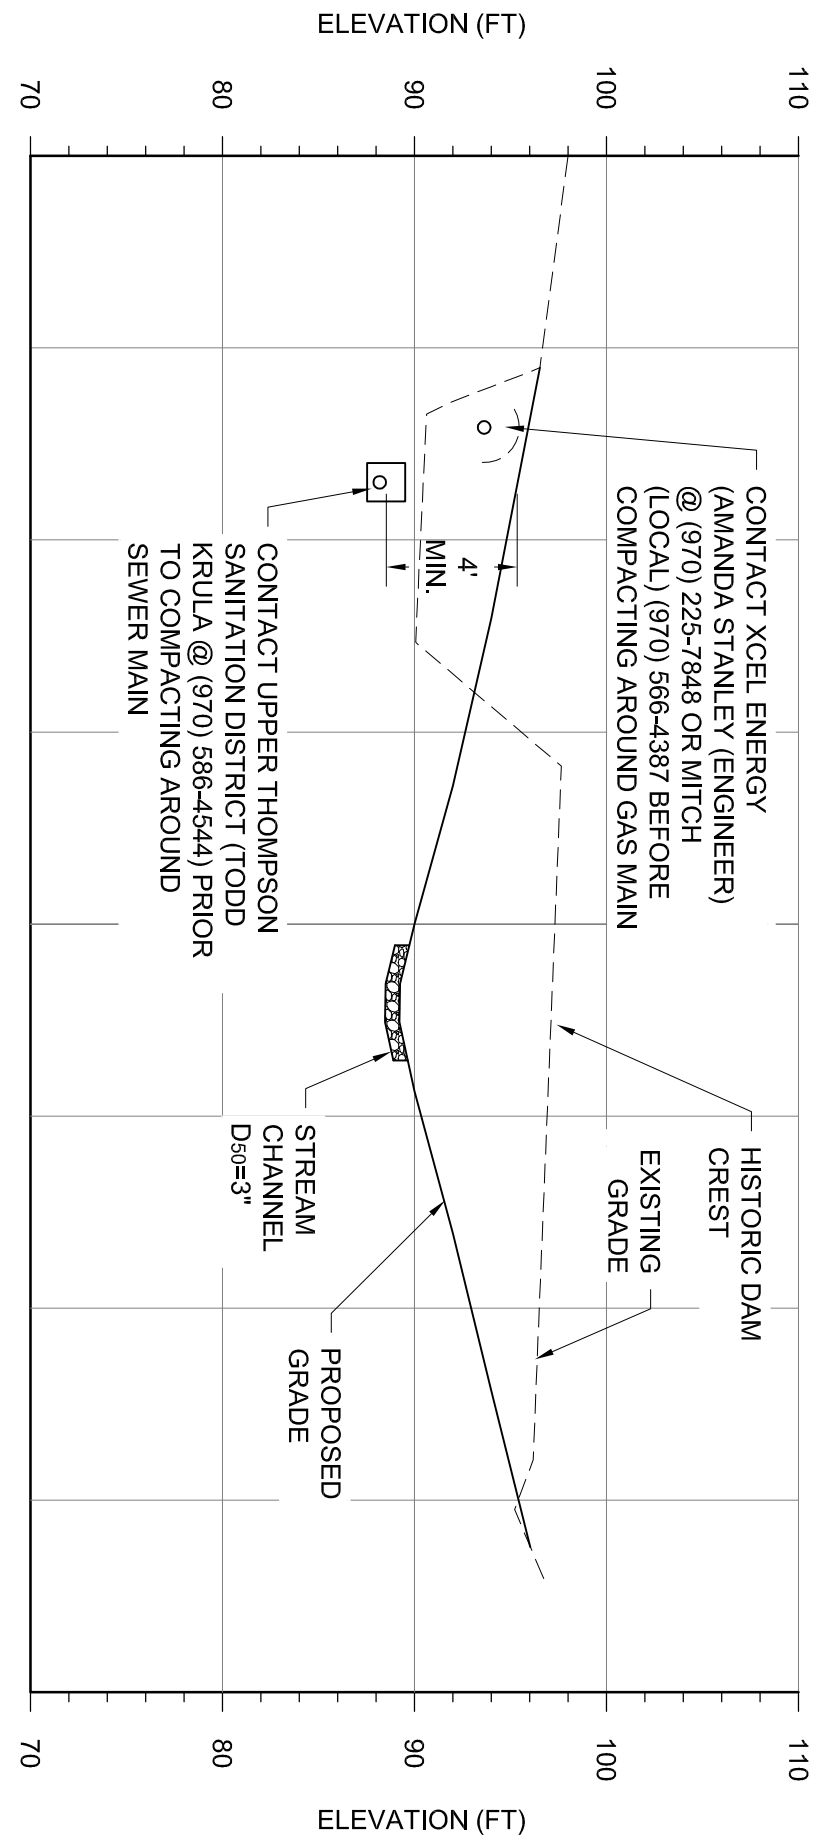 ELEVATION (FT)
70
80
90
100
110
CONTACT XCEL ENERGY
(AMANDA STANLEY (ENGINEER)
@ (970) 225-7848 OR MITCH
(LOCAL) (970) 566-4387 BEFORE
COMPACTING AROUND GAS MAIN
4'
MIN.
CONTACT UPPER THOMPSON
SANITATION DISTRICT (TODD
KRULA @ (970) 586-4544) PRIOR
TO COMPACTING AROUND
SEWER MAIN
HISTORIC DAM
CREST
EXISTING
GRADE
STREAM
CHANNEL
D50=3"
PROPOSED
GRADE
70
80
90
100
110
ELEVATION (FT)